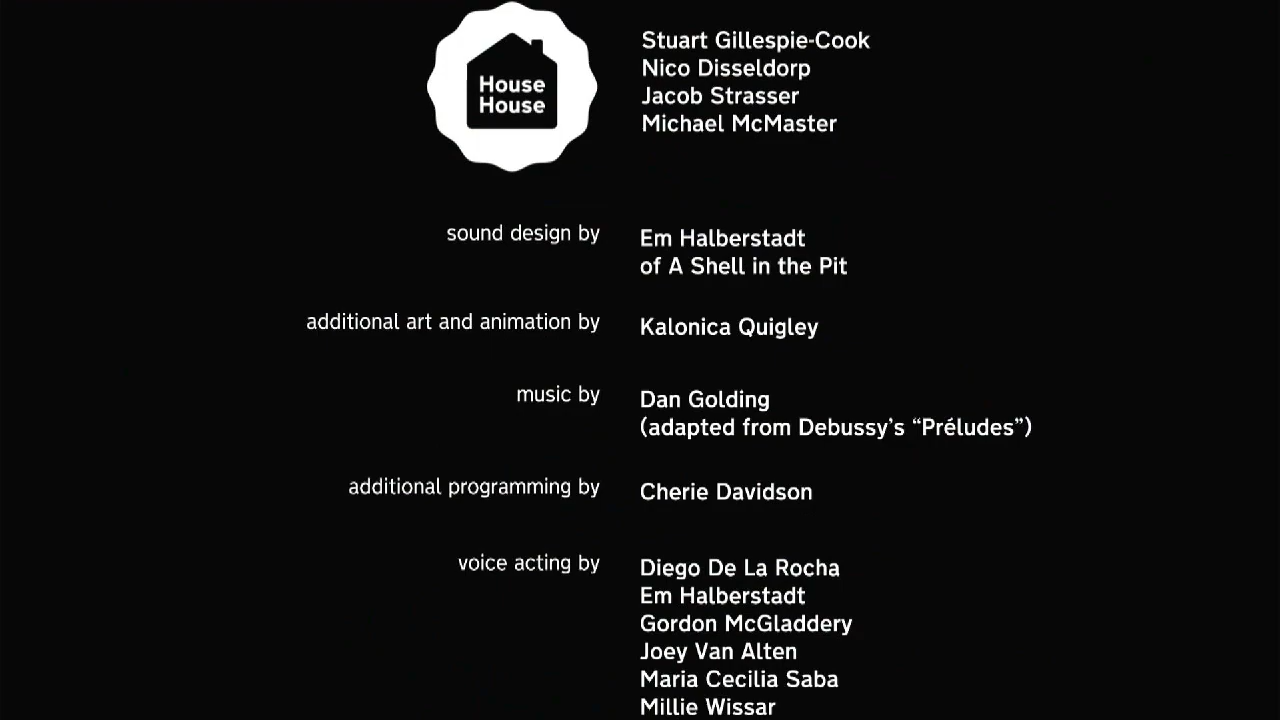 House
House
Stuart Gillespie-Cook
Nico Disseldorp
Jacob Strasser
Michael McMaster
sound design by
Em Halberstadt
of A Shell in the Pit
additional art and animation by
Kalonica Quigley
music by
Dan Golding
(adapted from Debussy’s “Préludes”)
additional programming by
Cherie Davidson
voice acting by
Diego De La Rocha
Em Halberstadt
Gordon McGladdery
Joey Van Alten
Maria Cecilia Saba
Millie Wissar